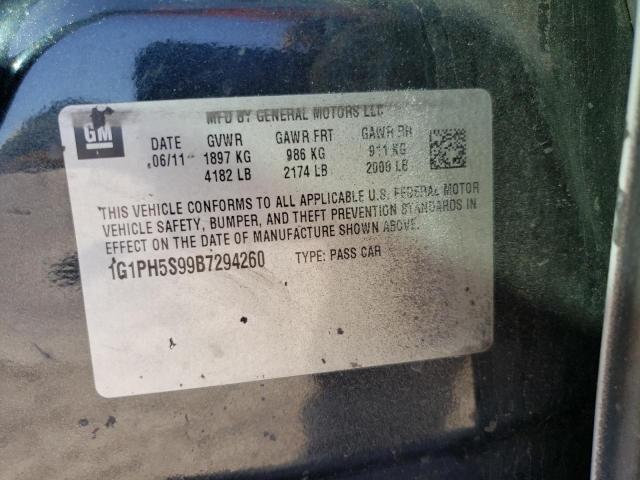 MFD BY GENERAL MOTORS LLC
GM
DATE GVWR GAWR FRT GAWR RR
06/11 1897 KG 986 KG 911 KG
4182 LB 2174 LB 2009 LB
THIS VEHICLE CONFORMS TO ALL APPLICABLE U.S. FEDERAL MOTOR
VEHICLE SAFETY, BUMPER, AND THEFT PREVENTION STANDARDS IN
EFFECT ON THE DATE OF MANUFACTURE SHOWN ABOVE.
1G1PH5S99B7294260 TYPE: PASS CAR